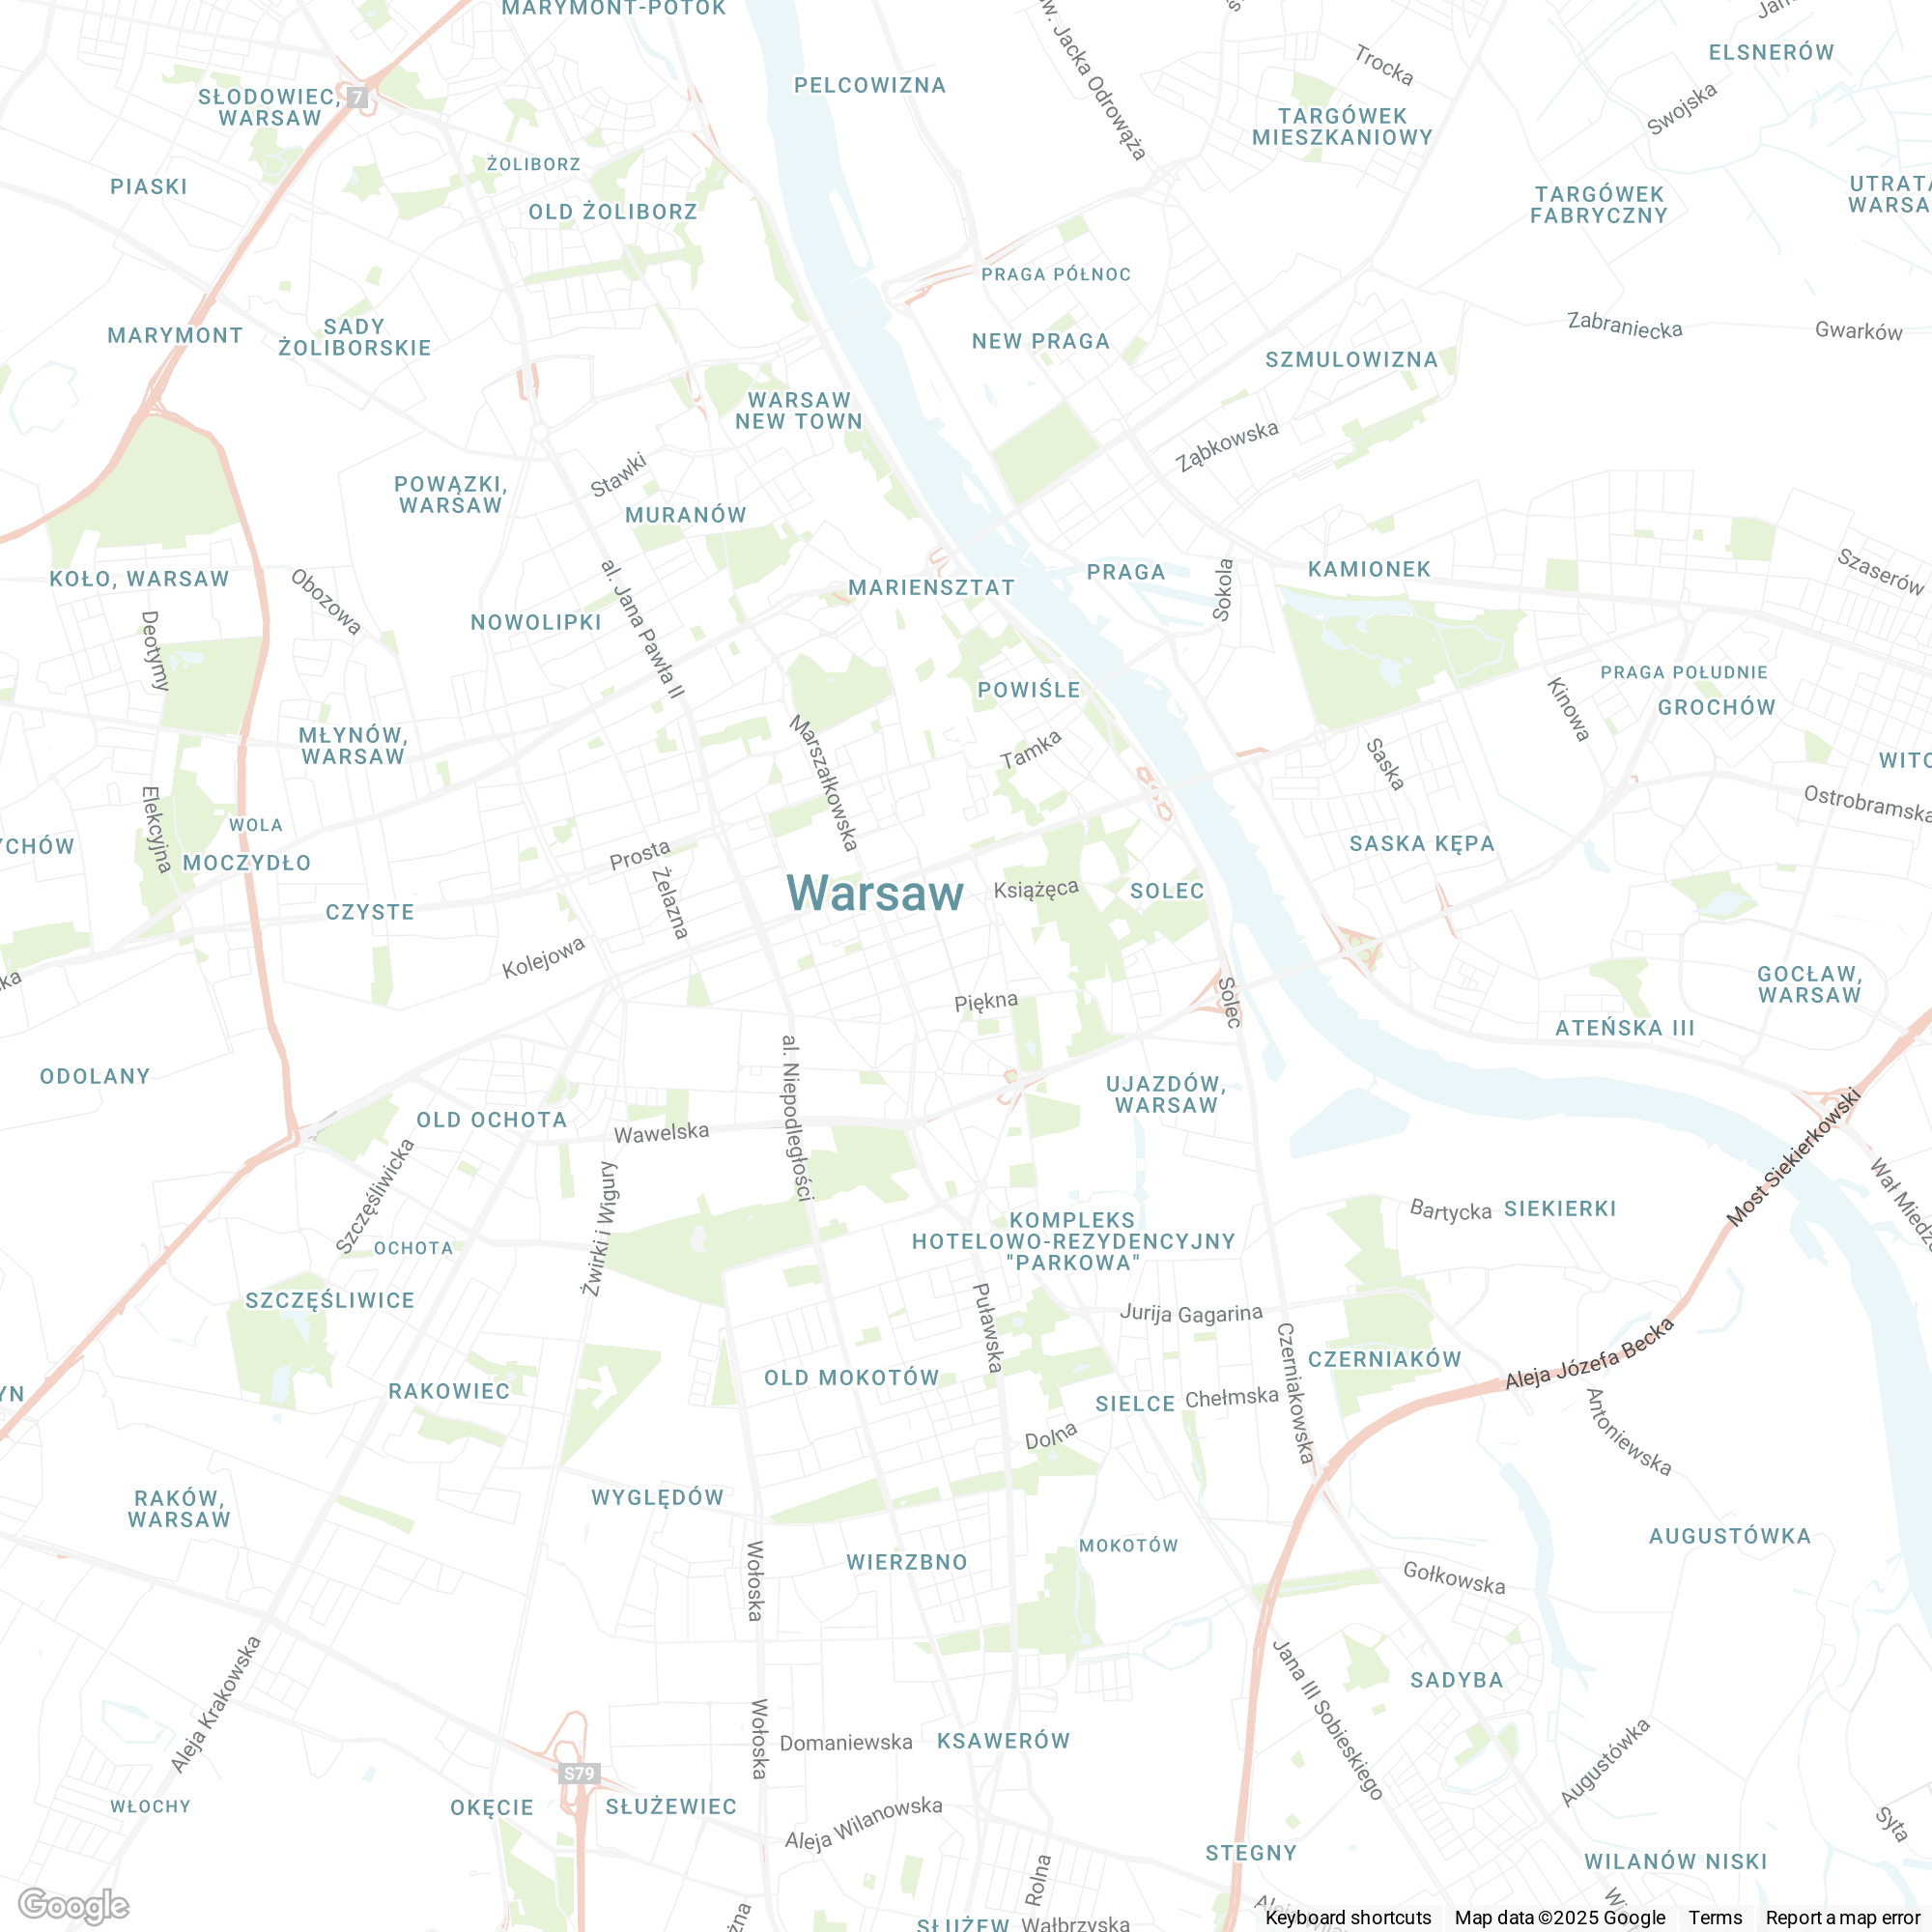 MARYMONT-POTOK
Trocka
ELSNERÓW
PELCOWIZNA
SŁODOWIEC,
WARSAW
7
św. Jacka Odrowąża
Swojska
TARGÓWEK
MIESZKANIOWY
ŻOLIBORZ
PIASKI
OLD ŻOLIBORZ
TARGÓWEK
FABRYCZNY
PRAGA PÓŁNOC
MARYMONT
SADY
ŻOLIBORSKIE
NEW PRAGA
Zabraniecka
Gwarków
SZMULOWIZNA
WARSAW
NEW TOWN
Ząbkowska
Stawki
POWĄZKI,
WARSAW
MURANÓW
KOŁO, WARSAW
Obozowa
MARIENSZTAT
PRAGA
Sokola
KAMIONEK
Szaserów
Deotymy
NOWOLIPKI
al. Jana Pawła II
POWIŚLE
PRAGA POŁUDNIE
GROCHÓW
Kinowa
MŁYNÓW,
WARSAW
Marszałkowska
Tamka
Saska
Elekcyjna
WOLA
MOCZYDŁO
Prosta
Żelazna
Ostrobramska
SASKA KĘPA
Warsaw
Książęca
SOLEC
CZYSTE
Kolejowa
Piękna
Solec
GOCŁAW,
WARSAW
ATEŃSKA III
ODOLANY
al. Niepodległości
UJAZDÓW,
WARSAW
OLD OCHOTA
Wawelska
Szczęśliwicka
Żwirki i Wigury
Most Siekierkowski
Bartycka
SIEKIERKI
OCHOTA
KOMPLEKS
HOTELOWO-REZYDENCYJNY
"PARKOWA"
SZCZĘŚLIWICE
Puławska
Jurija Gagarina
Czerniakowska
CZERNIAKÓW
Aleja Józefa Becka
RAKOWIEC
OLD MOKOTÓW
SIELCE
Chełmska
Dolna
Antoniewska
RAKÓW,
WARSAW
WYGLĘDÓW
WIERZBNO
MOKOTÓW
AUGUSTÓWKA
Wołoska
Gołkowska
Aleja Krakowska
SADYBA
Jana III Sobieskiego
Wołoska
Domaniewska
KSAWERÓW
Augustówka
S79
WŁOCHY
OKĘCIE
SŁUŻEWIEC
Aleja Wilanowska
Syta
STEGNY
WILANÓW NISKI
Rolna
Google
SŁUŻEW
Wałbrzyska
Keyboard shortcuts
Map data ©2025 Google
Terms
Report a map error